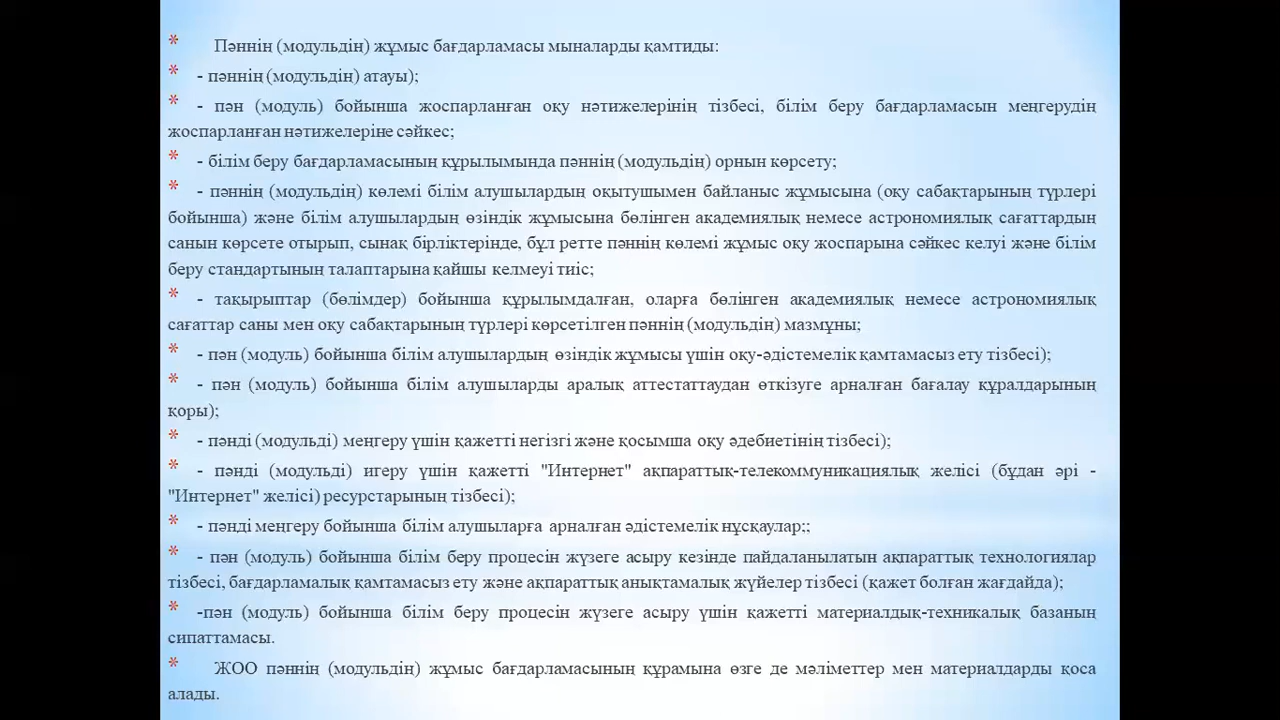 * Пәннің (модульдің) жұмыс бағдарламасы мыналарды қамтиды:
* - пәннің (модульдің) атауы);
* - пән (модуль) бойынша жоспарланған оқу нәтижелерінің тізбесі, білім беру бағдарламасын меңгерудің
жоспарланған нәтижелеріне сәйкес;
* - білім беру бағдарламасының құрылымында пәннің (модульдің) орнын көрсету;
* - пәннің (модульдің) көлемі білім алушылардың оқытушымен байланыс жұмысына (оқу сабақтарының түрлері
бойынша) және білім алушылардың өзіндік жұмысына бөлінген академиялық немесе астрономиялық сағаттардың
санын көрсете отырып, сынақ бірліктерінде, бұл ретте пәннің көлемі жұмыс оқу жоспарына сәйкес келуі және білім
беру стандартының талаптарына қайшы келмеуі тиіс;
* - тақырыптар (бөлімдер) бойынша құрылымдалған, оларға бөлінген академиялық немесе астрономиялық
сағаттар саны мен оқу сабақтарының түрлері көрсетілген пәннің (модульдің) мазмұны;
* - пән (модуль) бойынша білім алушылардың өзіндік жұмысы үшін оқу-әдістемелік қамтамасыз ету тізбесі);
* - пән (модуль) бойынша білім алушыларды аралық аттестаттаудан өткізуге арналған бағалау құралдарының
қоры);
* - пәнді (модульді) меңгеру үшін қажетті негізгі және қосымша оқу әдебиетінің тізбесі);
* - пәнді (модульді) игеру үшін қажетті "Интернет" ақпараттық-телекоммуникациялық желісі (бұдан әрі -
"Интернет" желісі) ресурстарының тізбесі);
* - пәнді меңгеру бойынша білім алушыларға арналған әдістемелік нұсқаулар;;
* - пән (модуль) бойынша білім беру процесін жүзеге асыру кезінде пайдаланылатын ақпараттық технологиялар
тізбесі, бағдарламалық қамтамасыз ету және ақпараттық анықтамалық жүйелер тізбесі (қажет болған жағдайда);
* -пән (модуль) бойынша білім беру процесін жүзеге асыру үшін қажетті материалдық-техникалық базаның
сипаттамасы.
* ЖОО пәннің (модульдің) жұмыс бағдарламасының құрамына өзге де мәліметтер мен материалдарды қоса
алады.